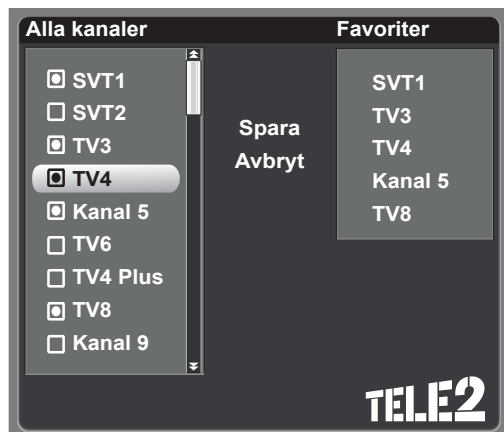 Alla kanaler
SVT1
SVT2
TV3
TV4
Kanal 5
TV6
TV4 Plus
TV8
Kanal 9
Spara
Avbryt
Favoriter
SVT1
TV3
TV4
Kanal 5
TV8
TELE2